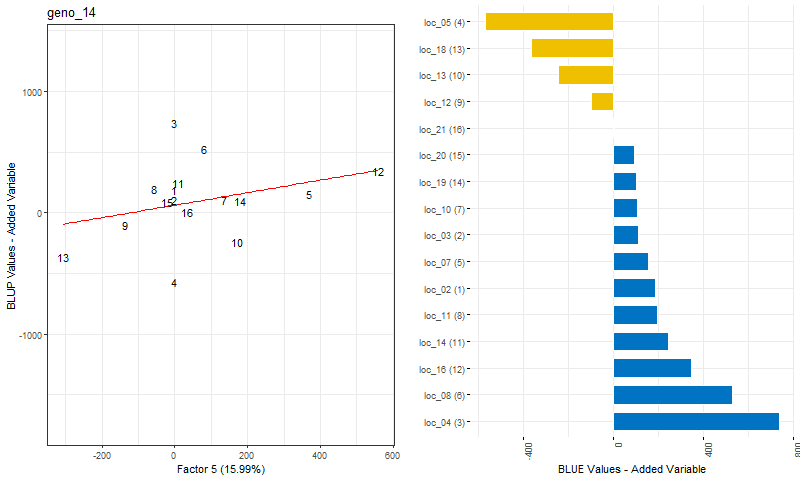 geno_14
BLUP Values - Added Variable
1000
0
-1000
3
6
12
11
8
1
5
2
15
7
14
16
9
10
13
4
-200
0
200
400
600
Factor 5 (15.99%)
loc_05 (4)
loc_18 (13)
loc_13 (10)
loc_12 (9)
loc_21 (16)
loc_20 (15)
loc_19 (14)
loc_10 (7)
loc_03 (2)
loc_07 (5)
loc_02 (1)
loc_11 (8)
loc_14 (11)
loc_16 (12)
loc_08 (6)
loc_04 (3)
-400
0
400
800
BLUE Values - Added Variable